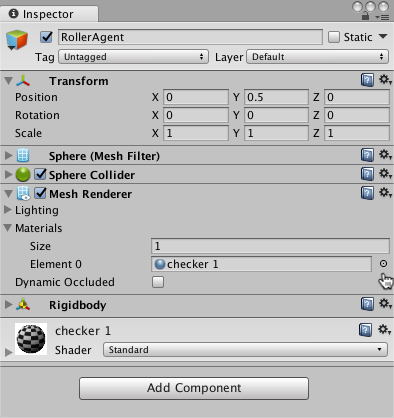 Inspector
RollerAgent Static
Tag Untagged Layer Default
Transform
Position X 0 Y 0.5 Z 0
Rotation X 0 Y 0 Z 0
Scale X 1 Y 1 Z 1
Sphere (Mesh Filter)
Sphere Collider
Mesh Renderer
Lighting
Materials
Size 1
Element 0 checker 1
Dynamic Occluded
Rigidbody
checker 1
Shader Standard
Add Component